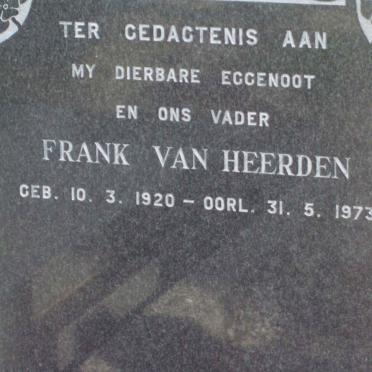 TER GEDAGTENIS AAN
MY DIERBARE EGGENOOT
EN ONS VADER
FRANK VAN HEERDEN
GEB. 10. 3. 1920 – OORL. 31. 5. 1973